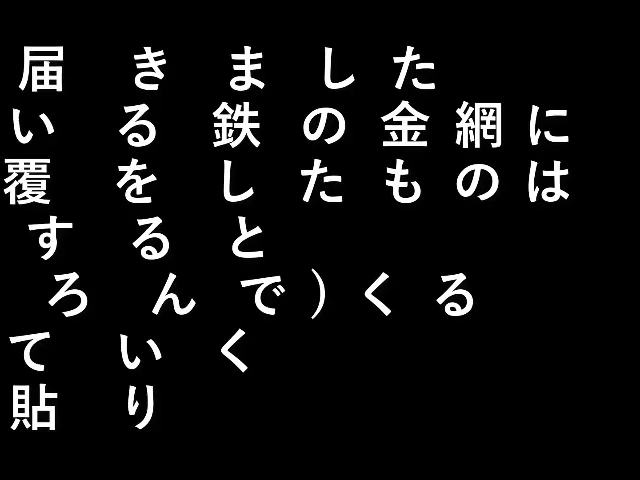 届きました
いる鉄の金網に
覆をしたものは
すると
ろんで）くる
ていく
貼り